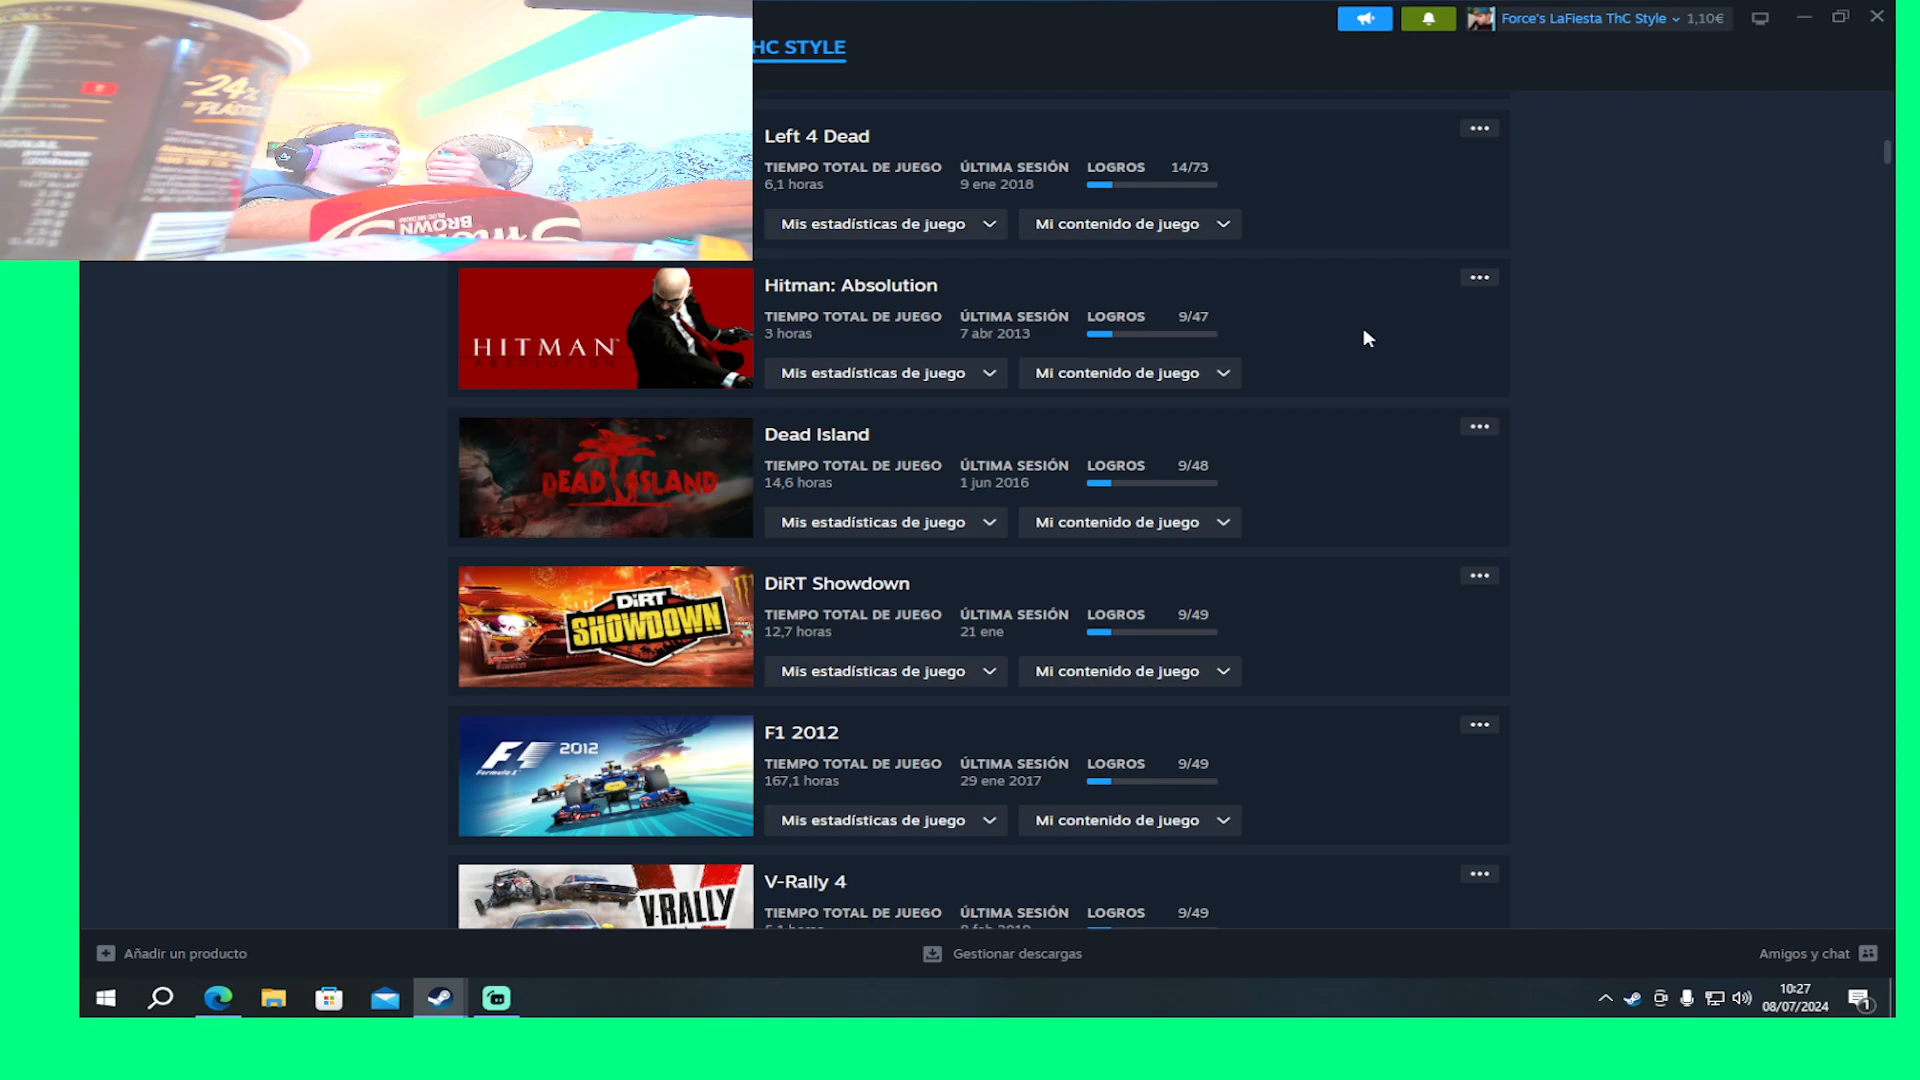 Force's LaFiesta ThC Style 1,10€
HC STYLE
-24%
PLÁSTICO
BROWN
Left 4 Dead
TIEMPO TOTAL DE JUEGO ÚLTIMA SESIÓN LOGROS 14/73
6,1 horas 9 ene 2018
Mis estadísticas de juego Mi contenido de juego
HITMAN
ABSOLUTION
Hitman: Absolution
TIEMPO TOTAL DE JUEGO ÚLTIMA SESIÓN LOGROS 9/47
3 horas 7 abr 2013
Mis estadísticas de juego Mi contenido de juego
DEAD ISLAND
Dead Island
TIEMPO TOTAL DE JUEGO ÚLTIMA SESIÓN LOGROS 9/48
14,6 horas 1 jun 2016
Mis estadísticas de juego Mi contenido de juego
DiRT
SHOWDOWN
DiRT Showdown
TIEMPO TOTAL DE JUEGO ÚLTIMA SESIÓN LOGROS 9/49
12,7 horas 21 ene
Mis estadísticas de juego Mi contenido de juego
F1 2012
Formula 1
F1 2012
TIEMPO TOTAL DE JUEGO ÚLTIMA SESIÓN LOGROS 9/49
167,1 horas 29 ene 2017
Mis estadísticas de juego Mi contenido de juego
V-RALLY
V-Rally 4
TIEMPO TOTAL DE JUEGO ÚLTIMA SESIÓN LOGROS 9/49
Añadir un producto Gestionar descargas Amigos y chat
10:27
08/07/2024
1